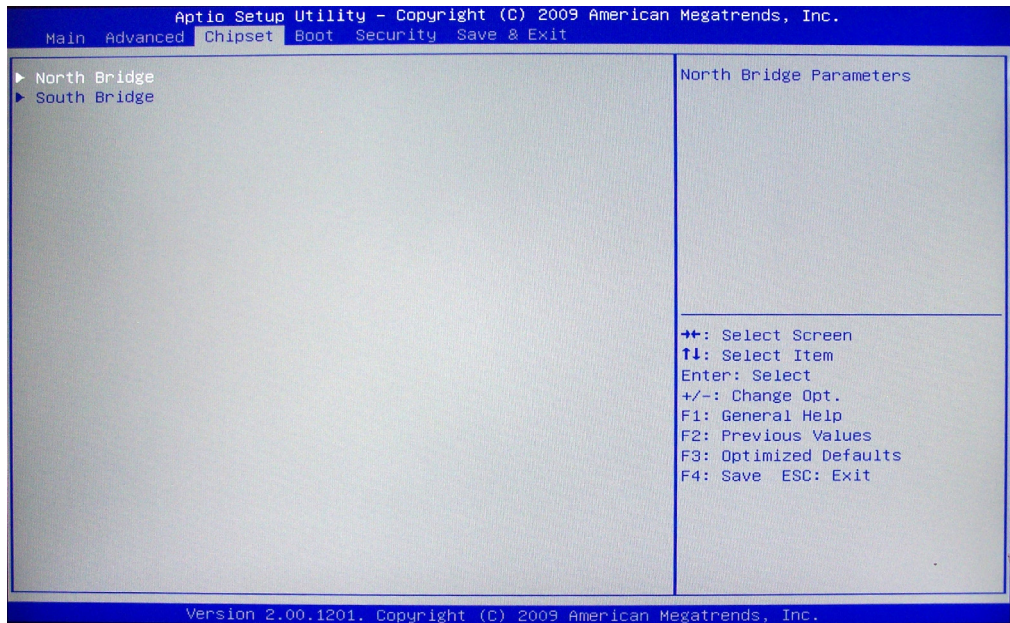 Aptio Setup Utility – Copyright (C) 2009 American Megatrends, Inc.
Main Advanced Chipset Boot Security Save & Exit
► North Bridge
► South Bridge
North Bridge Parameters
→←: Select Screen
↑↓: Select Item
Enter: Select
+/-: Change Opt.
F1: General Help
F2: Previous Values
F3: Optimized Defaults
F4: Save ESC: Exit
Version 2.00.1201. Copyright (C) 2009 American Megatrends, Inc.